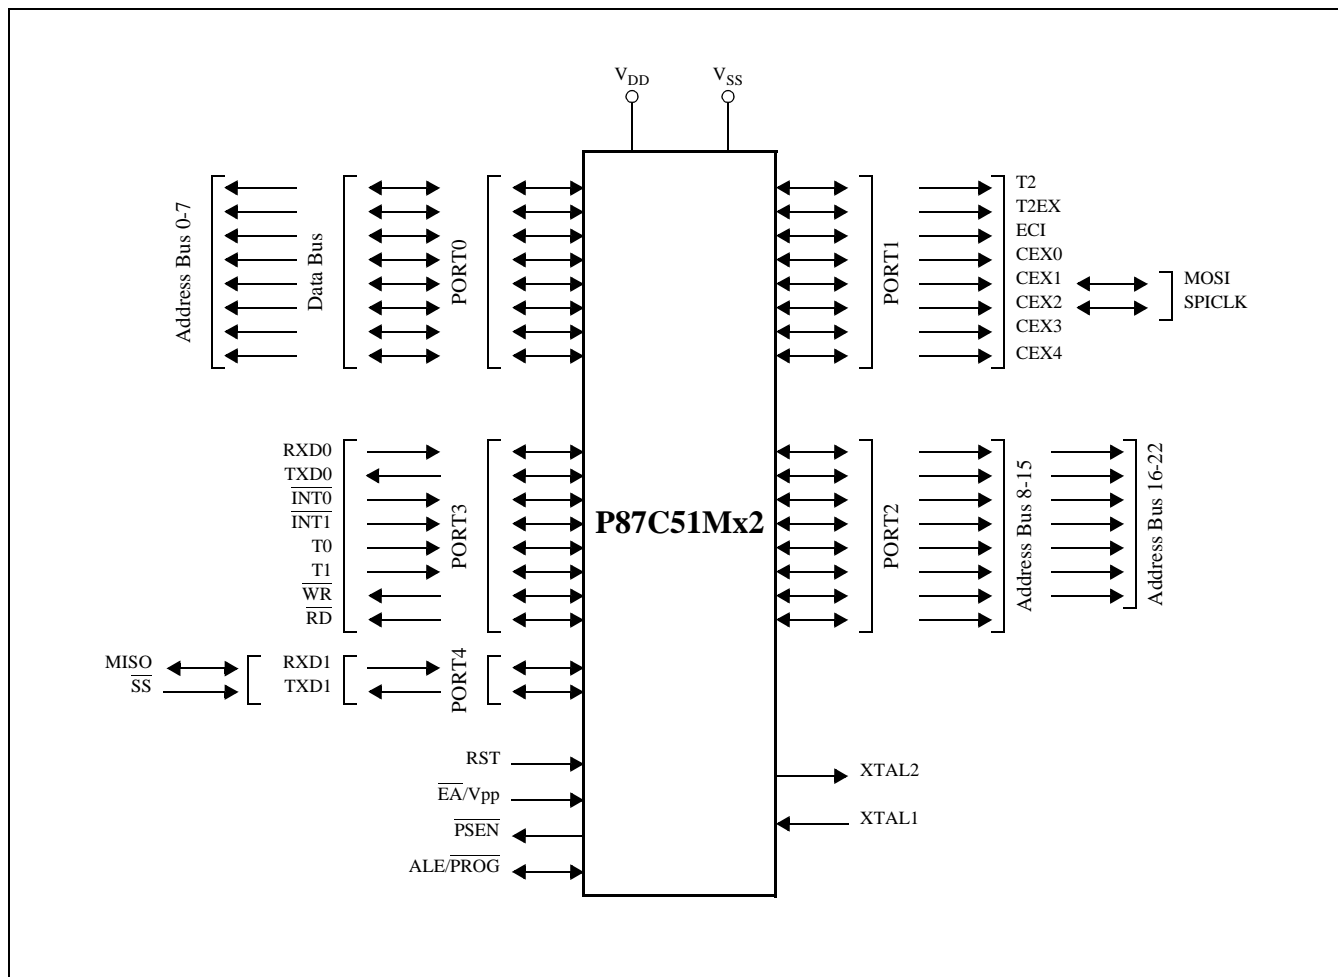 VDD
VSS
Address Bus 0-7
Data Bus
PORT0
PORT1
T2
T2EX
ECI
CEX0
CEX1
CEX2
CEX3
CEX4
MOSI
SPICLK
RXD0
TXD0
INT0
INT1
T0
T1
WR
RD
PORT3
P87C51Mx2
PORT2
Address Bus 8-15
Address Bus 16-22
MISO
SS
RXD1
TXD1
PORT4
RST
EA/Vpp
PSEN
ALE/PROG
XTAL2
XTAL1